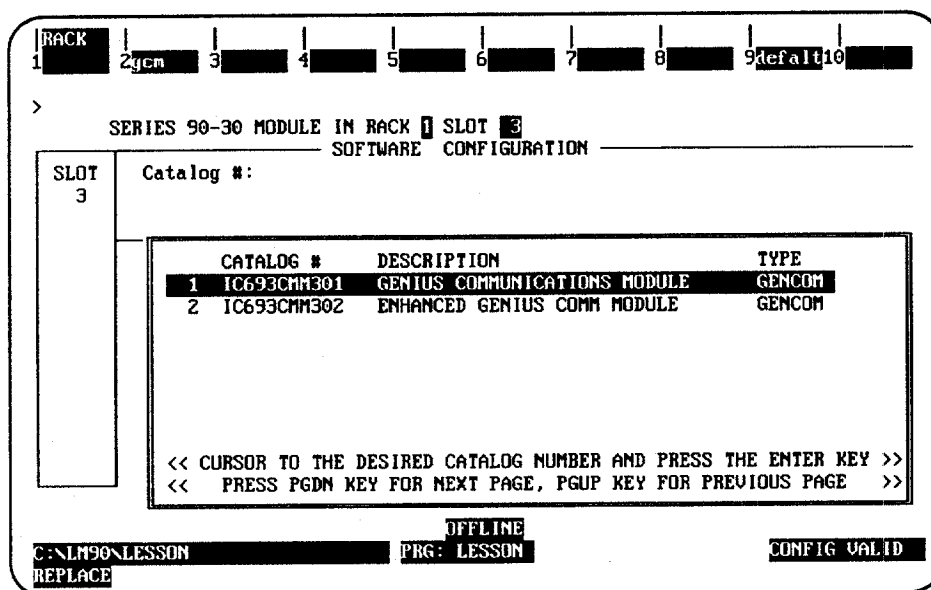 RACK
1 2gcm 3 4 5 6 7 8 9defalt10
>
SERIES 90-30 MODULE IN RACK 1 SLOT 3
SOFTWARE CONFIGURATION
SLOT Catalog #:
3
CATALOG # DESCRIPTION TYPE
1 IC693CMM301 GENIUS COMMUNICATIONS MODULE GENCOM
2 IC693CMM302 ENHANCED GENIUS COMM MODULE GENCOM
<< CURSOR TO THE DESIRED CATALOG NUMBER AND PRESS THE ENTER KEY >>
<< PRESS PGDN KEY FOR NEXT PAGE, PGUP KEY FOR PREVIOUS PAGE >>
OFFLINE
C:\LM90\LESSON PRG: LESSON CONFIG VALID
REPLACE